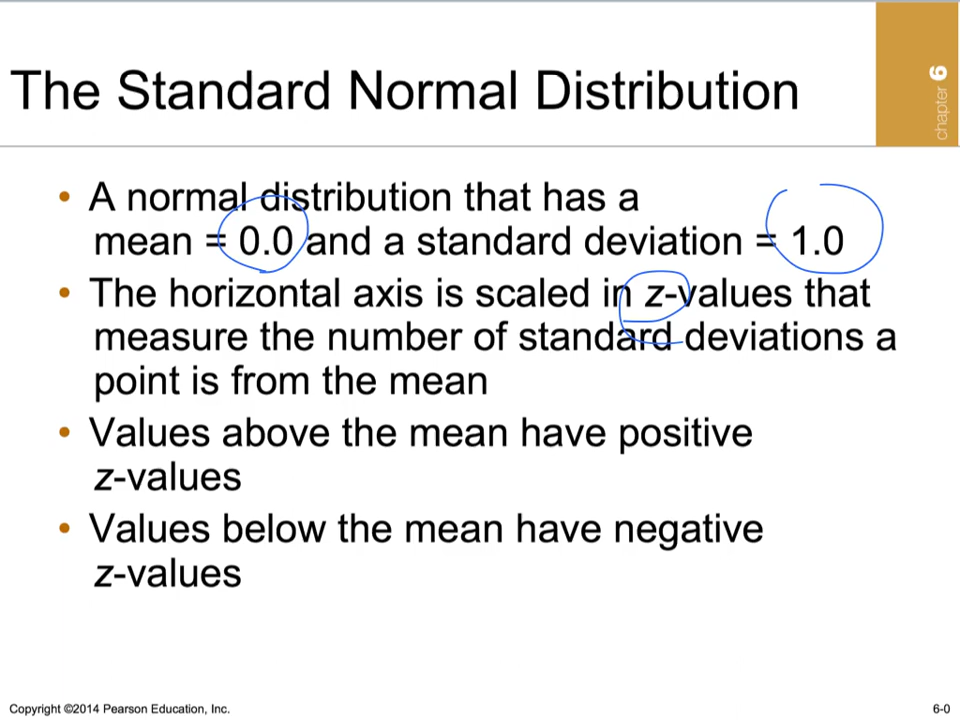 The Standard Normal Distribution
chapter 6
• A normal distribution that has a
mean = 0.0 and a standard deviation = 1.0
• The horizontal axis is scaled in z-values that
measure the number of standard deviations a
point is from the mean
• Values above the mean have positive
z-values
• Values below the mean have negative
z-values
Copyright ©2014 Pearson Education, Inc.
6-0